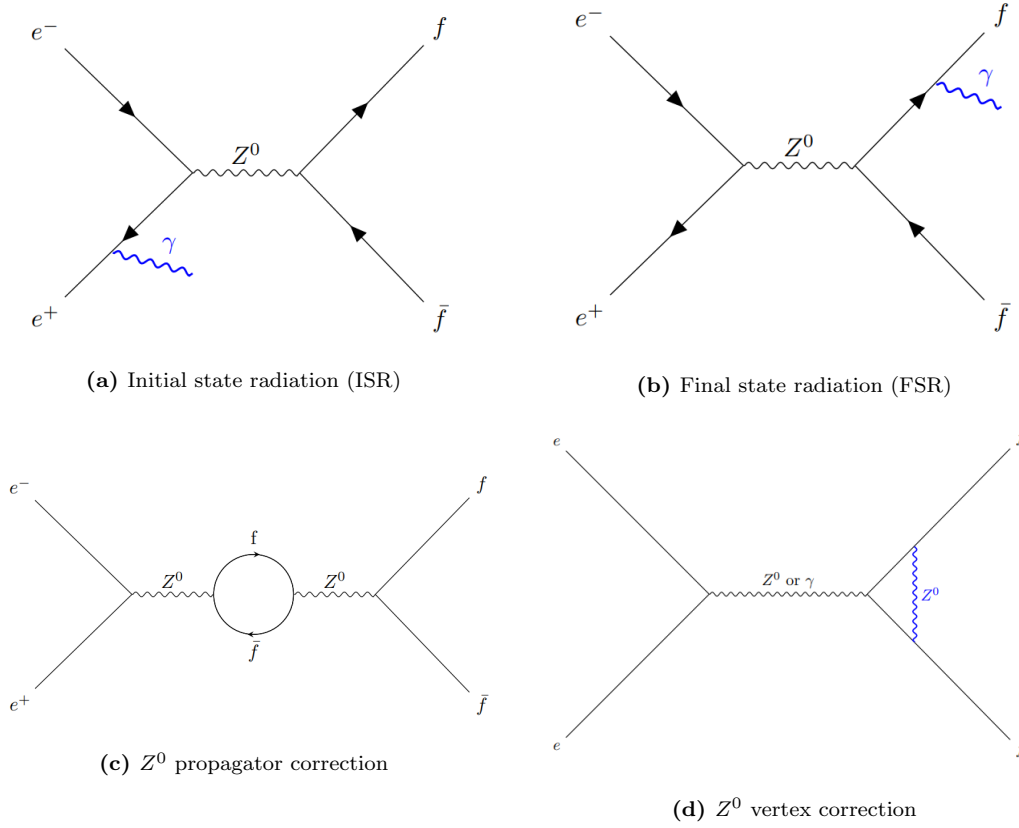 e⁻ f
γ
Z⁰
γ
e⁺ f̄
(a) Initial state radiation (ISR)
e⁻ f
γ
Z⁰
e⁺ f̄
(b) Final state radiation (FSR)
e⁻ f
f
Z⁰ Z⁰
f̄
e⁺ f̄
(c) Z⁰ propagator correction
e
Z⁰ or γ
Z⁰
e
(d) Z⁰ vertex correction